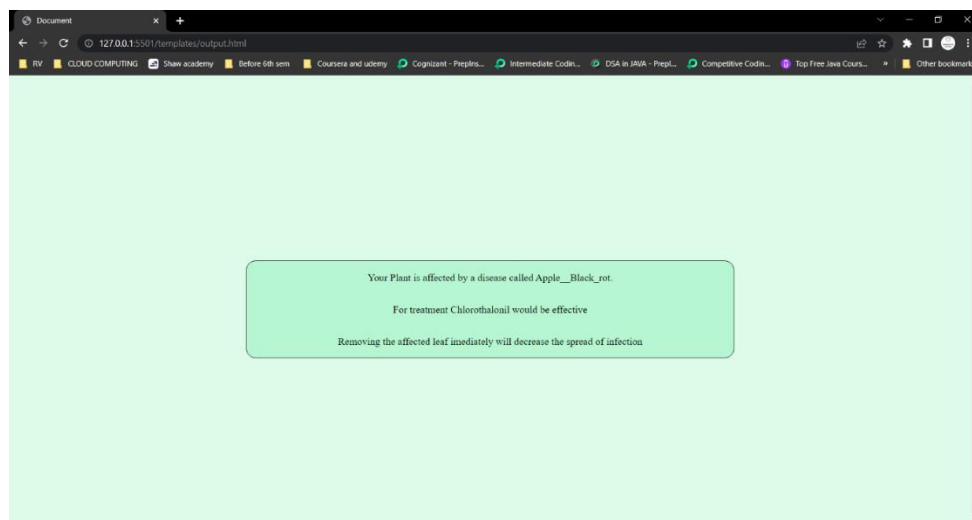 Document
127.0.0.1:5501/templates/output.html
RV CLOUD COMPUTING Shaw academy Before 6th sem Coursera and udemy Cognizant - PrepIns... Intermediate Codin... DSA in JAVA - Prepl... Competitive Codin... Top Free Java Cours... » Other bookmark
Your Plant is affected by a disease called Apple__Black_rot.
For treatment Chlorothalonil would be effective
Removing the affected leaf imediately will decrease the spread of infection